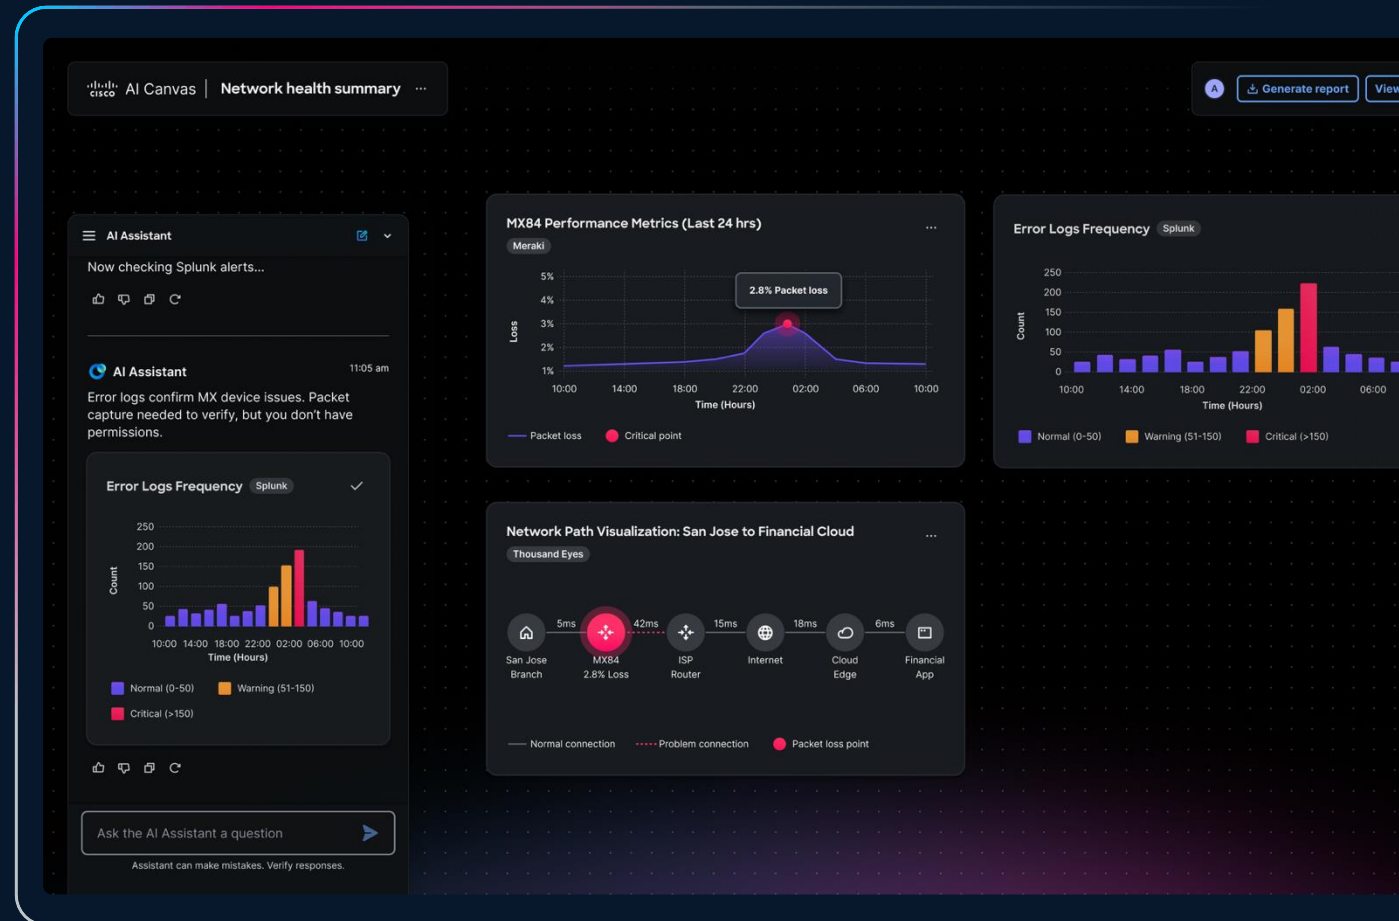 cisco AI Canvas | Network health summary ...
A Generate report View
AI Assistant
Now checking Splunk alerts...
AI Assistant 11:05 am
Error logs confirm MX device issues. Packet
capture needed to verify, but you don't have
permissions.
Error Logs Frequency Splunk
250
200
150
100
50
0
Count
10:00 14:00 18:00 22:00 02:00 06:00 10:00
Time (Hours)
Normal (0-50) Warning (51-150)
Critical (>150)
Ask the AI Assistant a question
Assistant can make mistakes. Verify responses.
MX84 Performance Metrics (Last 24 hrs) ...
Meraki
5%
4%
3%
2%
1%
Loss
2.8% Packet loss
10:00 14:00 18:00 22:00 02:00 06:00 10:00
Time (Hours)
Packet loss Critical point
Error Logs Frequency Splunk
250
200
150
100
50
0
Count
10:00 14:00 18:00 22:00 02:00 06:00
Time (Hours)
Normal (0-50) Warning (51-150) Critical (>150)
Network Path Visualization: San Jose to Financial Cloud ...
Thousand Eyes
5ms 42ms 15ms 18ms 6ms
San Jose MX84 ISP Internet Cloud Financial
Branch 2.8% Loss Router Edge App
Normal connection Problem connection Packet loss point